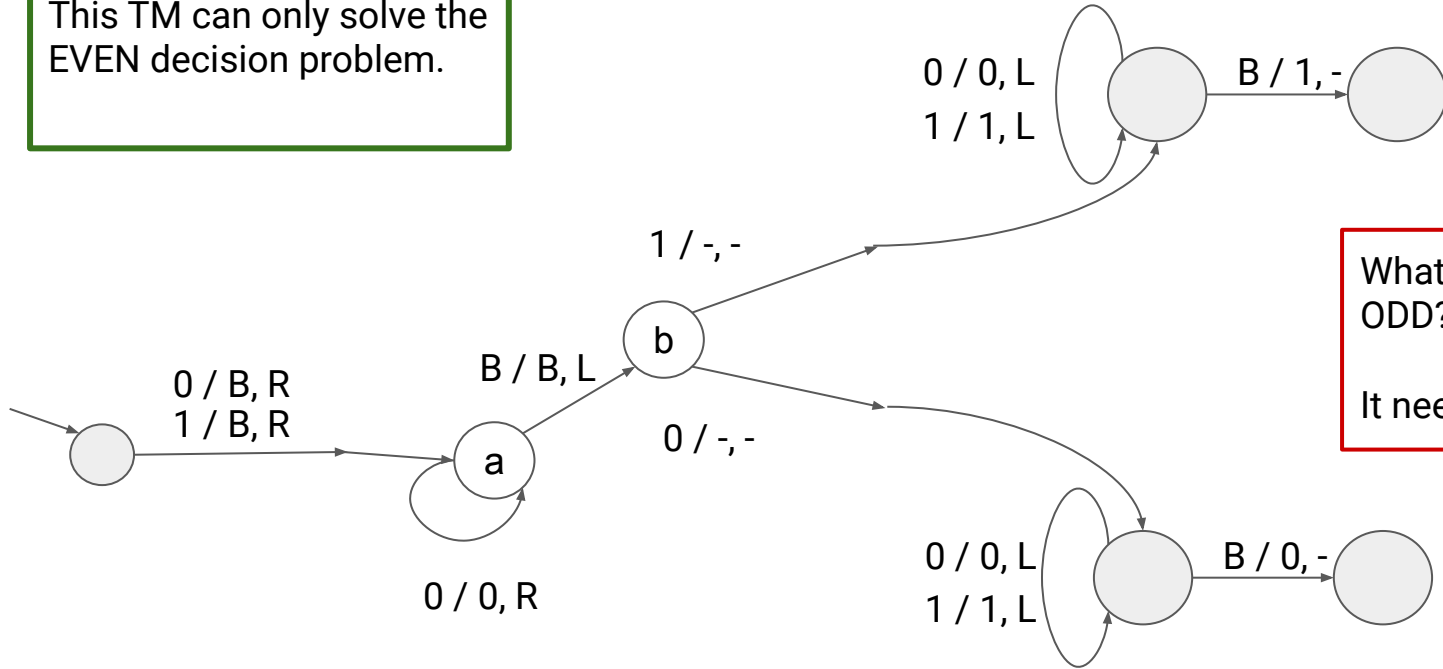 This TM can only solve the
EVEN decision problem.
0 / 0, L
1 / 1, L
B / 1, -
1 / -, -
What
ODD?
It nee
b
B / B, L
0 / B, R
1 / B, R
0 / -, -
a
0 / 0, L
1 / 1, L
B / 0, -
0 / 0, R